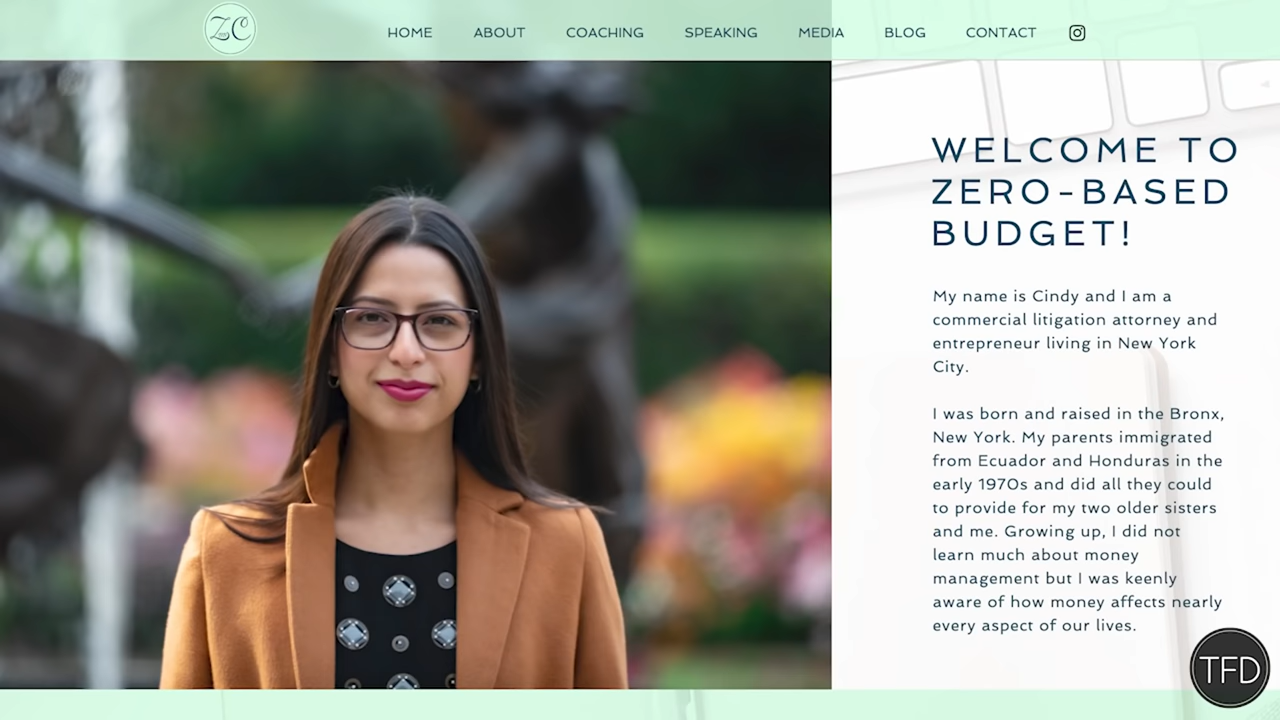 ZC
HOME ABOUT COACHING SPEAKING MEDIA BLOG CONTACT
WELCOME TO
ZERO-BASED
BUDGET!
My name is Cindy and I am a
commercial litigation attorney and
entrepreneur living in New York
City.
I was born and raised in the Bronx,
New York. My parents immigrated
from Ecuador and Honduras in the
early 1970s and did all they could
to provide for my two older sisters
and me. Growing up, I did not
learn much about money
management but I was keenly
aware of how money affects nearly
every aspect of our lives.
TFD